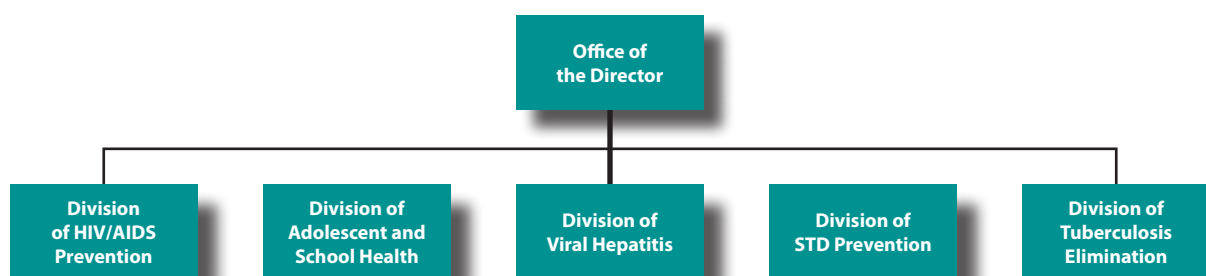 Office of
the Director
Division
of HIV/AIDS
Prevention
Division of
Adolescent and
School Health
Division of
Viral Hepatitis
Division of
STD Prevention
Division of
Tuberculosis
Elimination